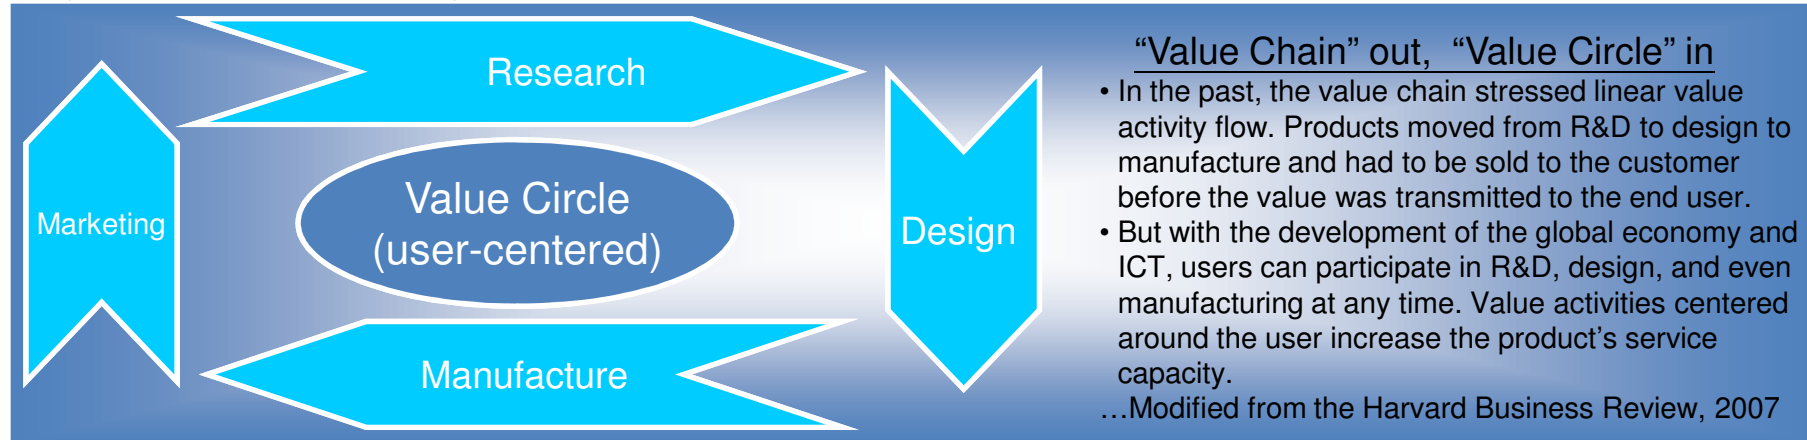 Research
Marketing
Value Circle
(user-centered)
Design
Manufacture
“Value Chain” out, “Value Circle” in
• In the past, the value chain stressed linear value
activity flow. Products moved from R&D to design to
manufacture and had to be sold to the customer
before the value was transmitted to the end user.
• But with the development of the global economy and
ICT, users can participate in R&D, design, and even
manufacturing at any time. Value activities centered
around the user increase the product’s service
capacity.
…Modified from the Harvard Business Review, 2007